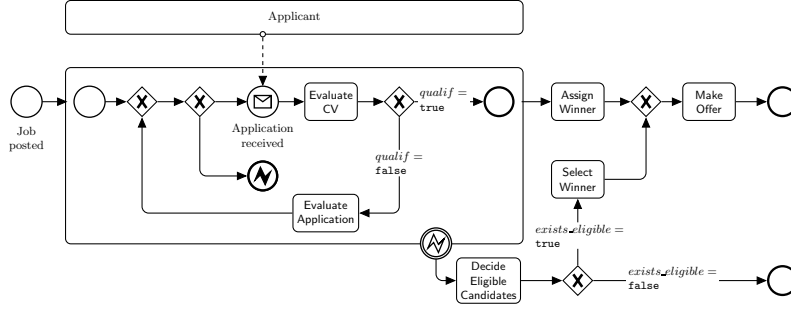 Applicant
Job
posted
Application
received
Evaluate
CV
qualif =
true
qualif =
false
Evaluate
Application
Assign
Winner
Make
Offer
Select
Winner
exists_eligible =
true
Decide
Eligible
Candidates
exists_eligible =
false